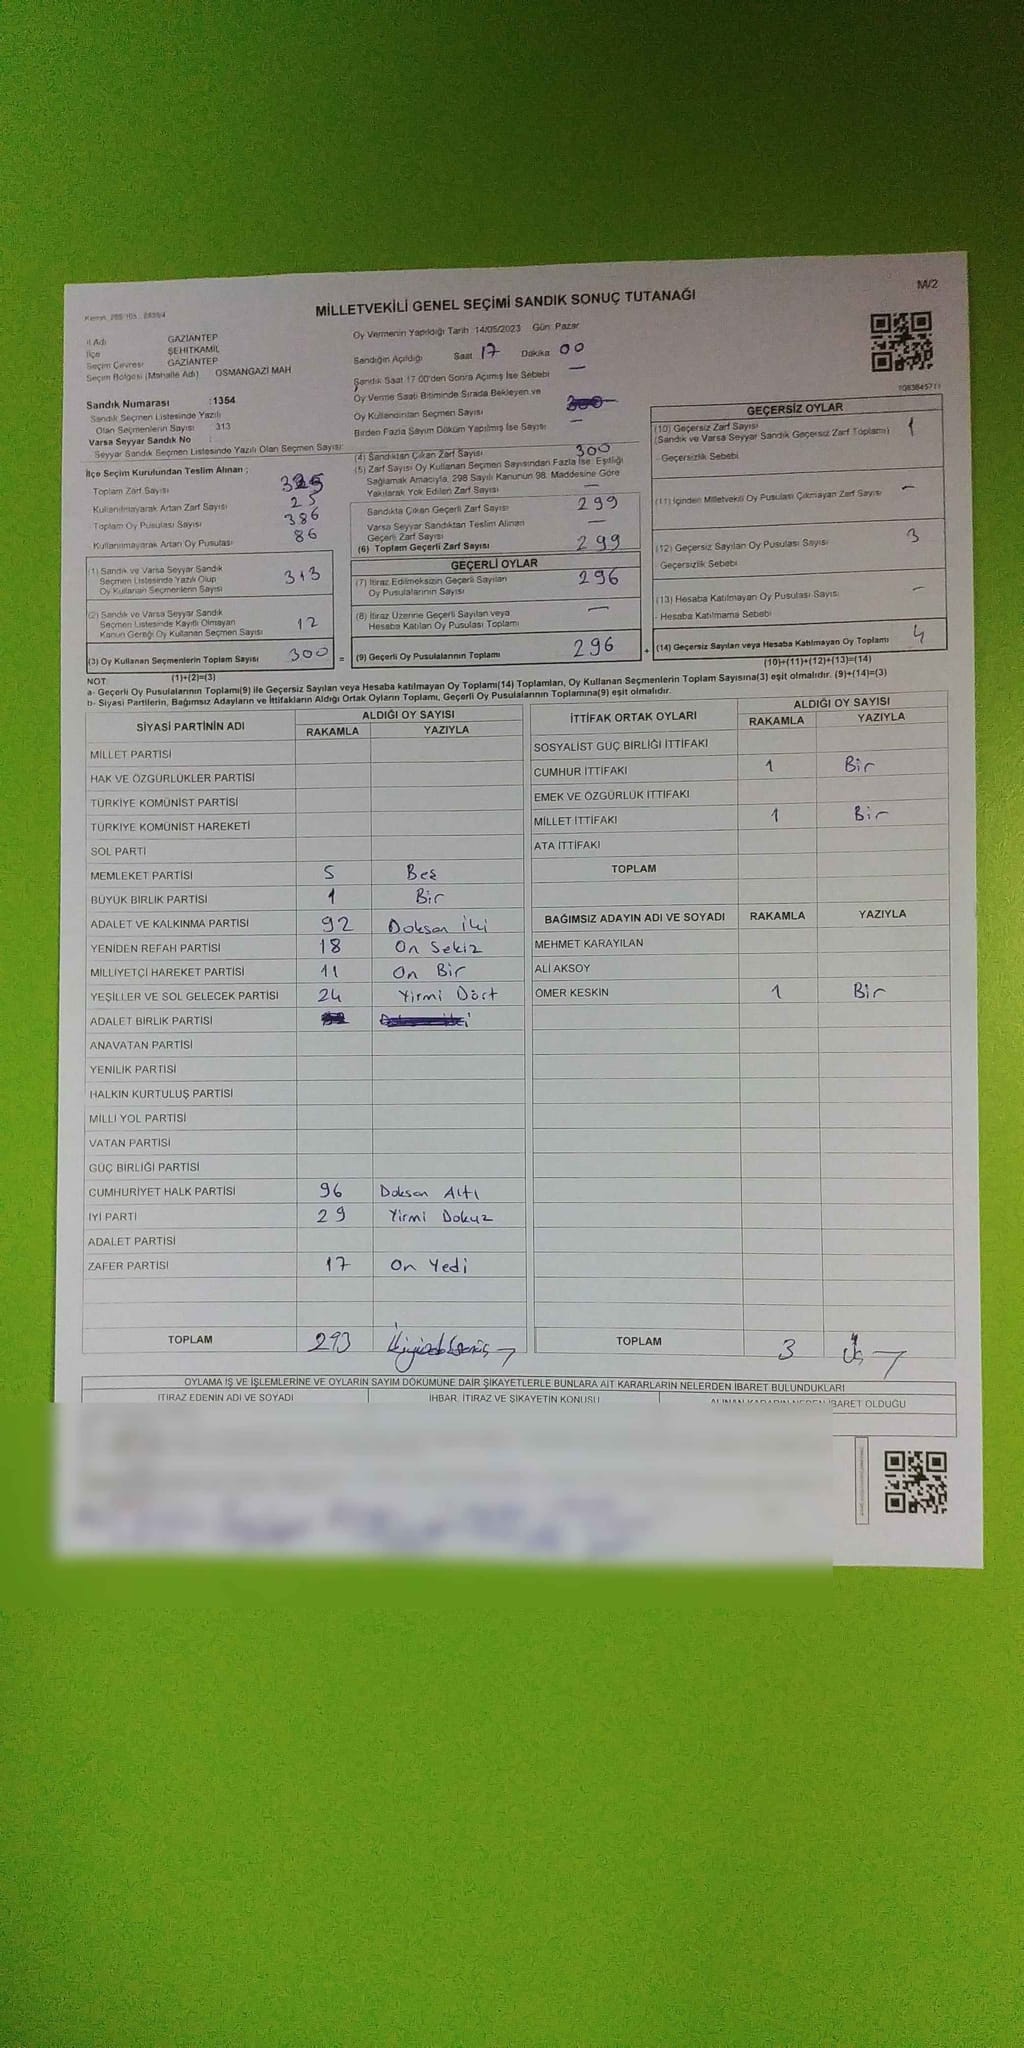 MİLLETVEKİLİ GENEL SEÇİMİ SANDIK SONUÇ TUTANAĞI
M/2
İl Adı GAZİANTEP
İlçe ŞEHİTKAMİL
Seçim Çevresi GAZİANTEP
Seçim Bölgesi (Mahalle Adı) OSMANGAZİ MAH
Sandık Numarası :1354
Sandık Seçmen Listesinde Yazılı
Olan Seçmenlerin Sayısı 313
Varsa Seyyar Sandık No :
Seyyar Sandık Seçmen Listesinde Yazılı Olan Seçmen Sayısı:
Oy Vermenin Yapıldığı Tarih :14/05/2023 Gün: Pazar
Sandığın Açıldığı Saat 17 Dakika 00
Sandık Saat 17:00'den Sonra Açılmış İse Sebebi —
Oy Verme Saati Bitiminde Sırada Bekleyen ve
Oy Kullandırılan Seçmen Sayısı
Birden Fazla Sayım Döküm Yapılmış İse Sayısı —
İlçe Seçim Kurulundan Teslim Alınan ;
Toplam Zarf Sayısı 325
Kullanılmayarak Artan Zarf Sayısı 25
Toplam Oy Pusulası Sayısı 386
Kullanılmayarak Artan Oy Pusulası 86
(1) Sandık ve Varsa Seyyar Sandık
Seçmen Listesinde Yazılı Olup
Oy Kullanan Seçmenlerin Sayısı 313
(2) Sandık ve Varsa Seyyar Sandık
Seçmen Listesinde Kayıtlı Olmayan
Kanun Gereği Oy Kullanan Seçmen Sayısı 12
(3) Oy Kullanan Seçmenlerin Toplam Sayısı 300 =
(4) Sandıktan Çıkan Zarf Sayısı 300
(5) Zarf Sayısı Oy Kullanan Seçmen Sayısından Fazla İse; Eşitliği
Sağlamak Amacıyla, 298 Sayılı Kanunun 98. Maddesine Göre
Yakılarak Yok Edilen Zarf Sayısı —
Sandıkta Çıkan Geçerli Zarf Sayısı 299
Varsa Seyyar Sandıktan Teslim Alınan
Geçerli Zarf Sayısı —
(6) Toplam Geçerli Zarf Sayısı 299
GEÇERLİ OYLAR
(7) İtiraz Edilmeksizin Geçerli Sayılan
Oy Pusulalarının Sayısı 296
(8) İtiraz Üzerine Geçerli Sayılan veya
Hesaba Katılan Oy Pusulası Toplamı —
(9) Geçerli Oy Pusulalarının Toplamı 296 +
GEÇERSİZ OYLAR
(10) Geçersiz Zarf Sayısı
(Sandık ve Varsa Seyyar Sandık Geçersiz Zarf Toplamı) 1
- Geçersizlik Sebebi
(11) İçinden Milletvekili Oy Pusulası Çıkmayan Zarf Sayısı -
(12) Geçersiz Sayılan Oy Pusulası Sayısı 3
Geçersizlik Sebebi
(13) Hesaba Katılmayan Oy Pusulası Sayısı -
- Hesaba Katılmama Sebebi
(14) Geçersiz Sayılan veya Hesaba Katılmayan Oy Toplamı 4
(10)+(11)+(12)+(13)=(14)
NOT: (1)+(2)=(3)
a- Geçerli Oy Pusulalarının Toplamı(9) ile Geçersiz Sayılan veya Hesaba katılmayan Oy Toplamı(14) Toplamları, Oy Kullanan Seçmenlerin Toplam Sayısına(3) eşit olmalıdır. (9)+(14)=(3)
b- Siyasi Partilerin, Bağımsız Adayların ve İttifakların Aldığı Ortak Oyların Toplamı, Geçerli Oy Pusulalarının Toplamına(9) eşit olmalıdır.
SİYASİ PARTİNİN ADI ALDIĞI OY SAYISI
RAKAMLA YAZIYLA
MİLLET PARTİSİ
HAK VE ÖZGÜRLÜKLER PARTİSİ
TÜRKİYE KOMÜNİST PARTİSİ
TÜRKİYE KOMÜNİST HAREKETİ
SOL PARTİ
MEMLEKET PARTİSİ 5 Beş
BÜYÜK BİRLİK PARTİSİ 1 Bir
ADALET VE KALKINMA PARTİSİ 92 Doksan iki
YENİDEN REFAH PARTİSİ 18 On Sekiz
MİLLİYETÇİ HAREKET PARTİSİ 11 On Bir
YEŞİLLER VE SOL GELECEK PARTİSİ 24 Yirmi Dört
ADALET BİRLİK PARTİSİ
ANAVATAN PARTİSİ
YENİLİK PARTİSİ
HALKIN KURTULUŞ PARTİSİ
MİLLİ YOL PARTİSİ
VATAN PARTİSİ
GÜÇ BİRLİĞİ PARTİSİ
CUMHURİYET HALK PARTİSİ 96 Doksan Altı
İYİ PARTİ 29 Yirmi Dokuz
ADALET PARTİSİ
ZAFER PARTİSİ 17 On Yedi
TOPLAM 293
İTTİFAK ORTAK OYLARI ALDIĞI OY SAYISI
RAKAMLA YAZIYLA
SOSYALİST GÜÇ BİRLİĞİ İTTİFAKI
CUMHUR İTTİFAKI 1 Bir
EMEK VE ÖZGÜRLÜK İTTİFAKI
MİLLET İTTİFAKI 1 Bir
ATA İTTİFAKI
TOPLAM
BAĞIMSIZ ADAYIN ADI VE SOYADI RAKAMLA YAZIYLA
MEHMET KARAYILAN
ALİ AKSOY
ÖMER KESKİN 1 Bir
TOPLAM 3 Üç
OYLAMA İŞ VE İŞLEMLERİNE VE OYLARIN SAYIM DÖKÜMÜNE DAİR ŞİKAYETLERLE BUNLARA AİT KARARLARIN NELERDEN İBARET BULUNDUKLARI
İTİRAZ EDENİN ADI VE SOYADI İHBAR, İTİRAZ VE ŞİKAYETİN KONUSU ALINAN KARARIN NEDEN İBARET OLDUĞU